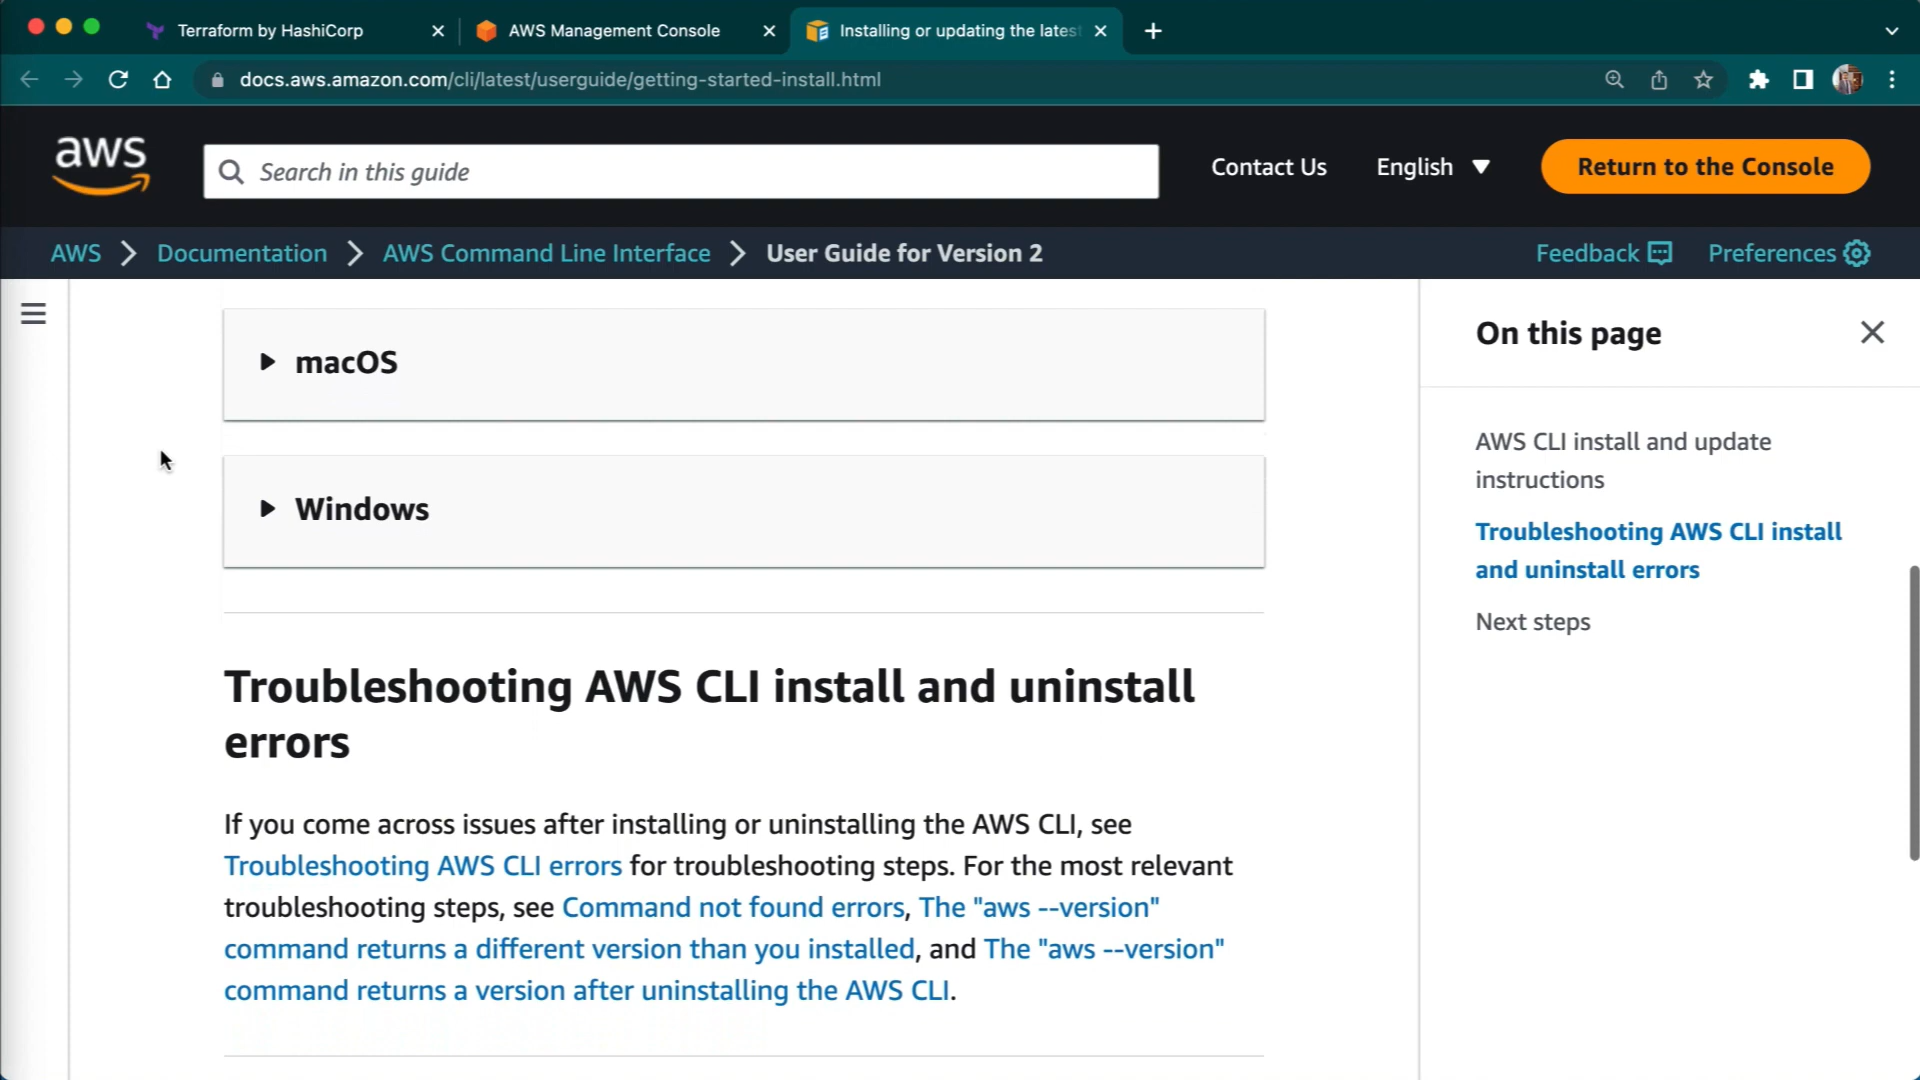 Terraform by HashiCorp
AWS Management Console
Installing or updating the lates
docs.aws.amazon.com/cli/latest/userguide/getting-started-install.html
aws
Search in this guide
Contact Us
English
Return to the Console
AWS
Documentation
AWS Command Line Interface
User Guide for Version 2
Feedback
Preferences
macOS
Windows
Troubleshooting AWS CLI install and uninstall
errors
If you come across issues after installing or uninstalling the AWS CLI, see
Troubleshooting AWS CLI errors for troubleshooting steps. For the most relevant
troubleshooting steps, see Command not found errors, The "aws --version"
command returns a different version than you installed, and The "aws --version"
command returns a version after uninstalling the AWS CLI.
On this page
AWS CLI install and update
instructions
Troubleshooting AWS CLI install
and uninstall errors
Next steps